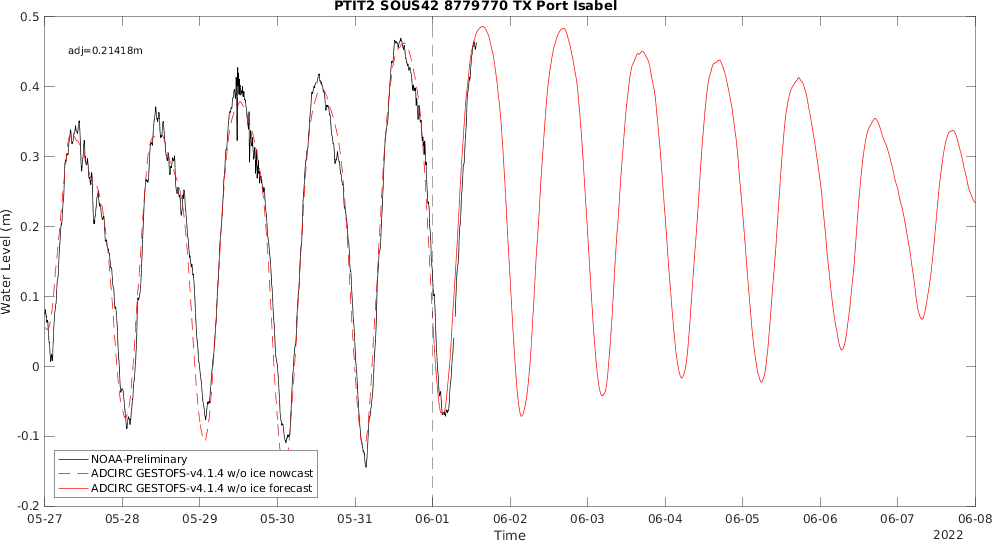 PTIT2 SOUS42 8779770 TX Port Isabel
0.5
adj=0.21418m
0.4
0.3
0.2
0.1
0
-0.1
-0.2
Water Level (m)
NOAA-Preliminary
ADCIRC GESTOFS-v4.1.4 w/o ice nowcast
ADCIRC GESTOFS-v4.1.4 w/o ice forecast
05-27 05-28 05-29 05-30 05-31 06-01 06-02 06-03 06-04 06-05 06-06 06-07 06-08
Time
2022